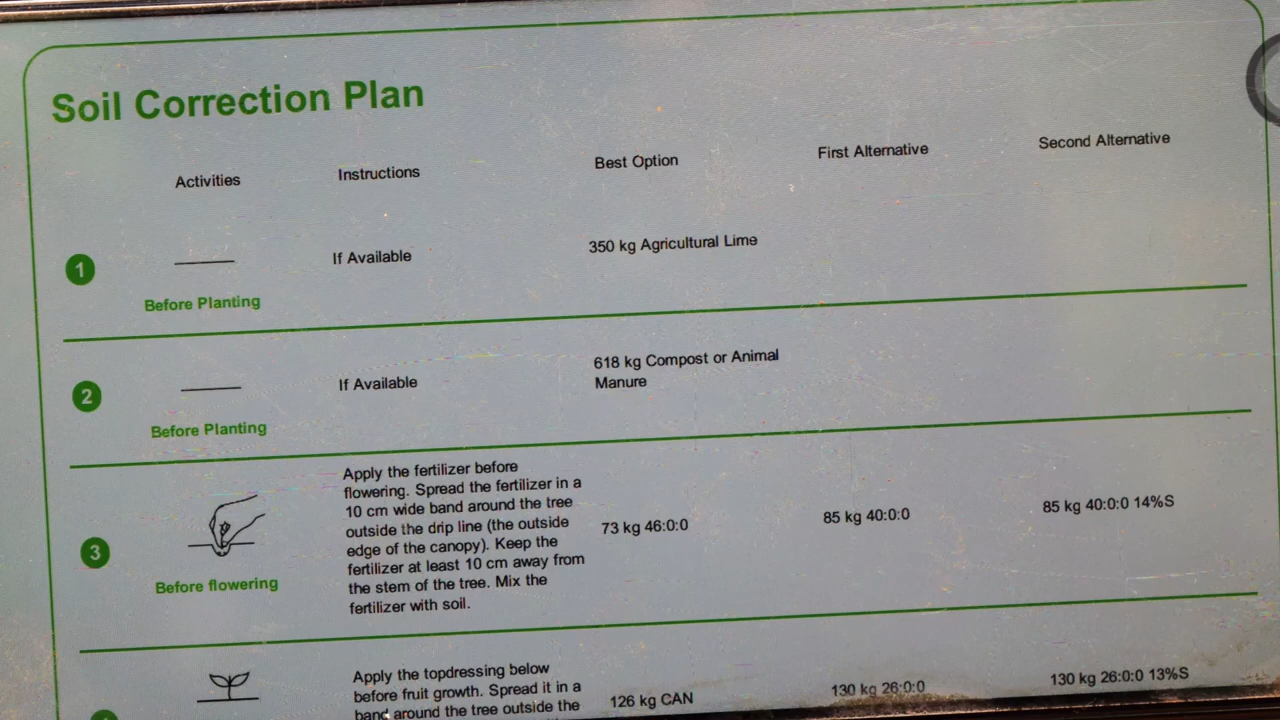 Soil Correction Plan
Activities Instructions Best Option First Alternative Second Alternative
1 If Available 350 kg Agricultural Lime
Before Planting
2 If Available 618 kg Compost or Animal
Manure
Before Planting
3 Apply the fertilizer before
flowering. Spread the fertilizer in a
10 cm wide band around the tree
outside the drip line (the outside
edge of the canopy). Keep the
fertilizer at least 10 cm away from
the stem of the tree. Mix the
fertilizer with soil.
73 kg 46:0:0 85 kg 40:0:0 85 kg 40:0:0 14%S
Before flowering
Apply the topdressing below
before fruit growth. Spread it in a
band around the tree outside the
126 kg CAN 130 kg 26:0:0 130 kg 26:0:0 13%S